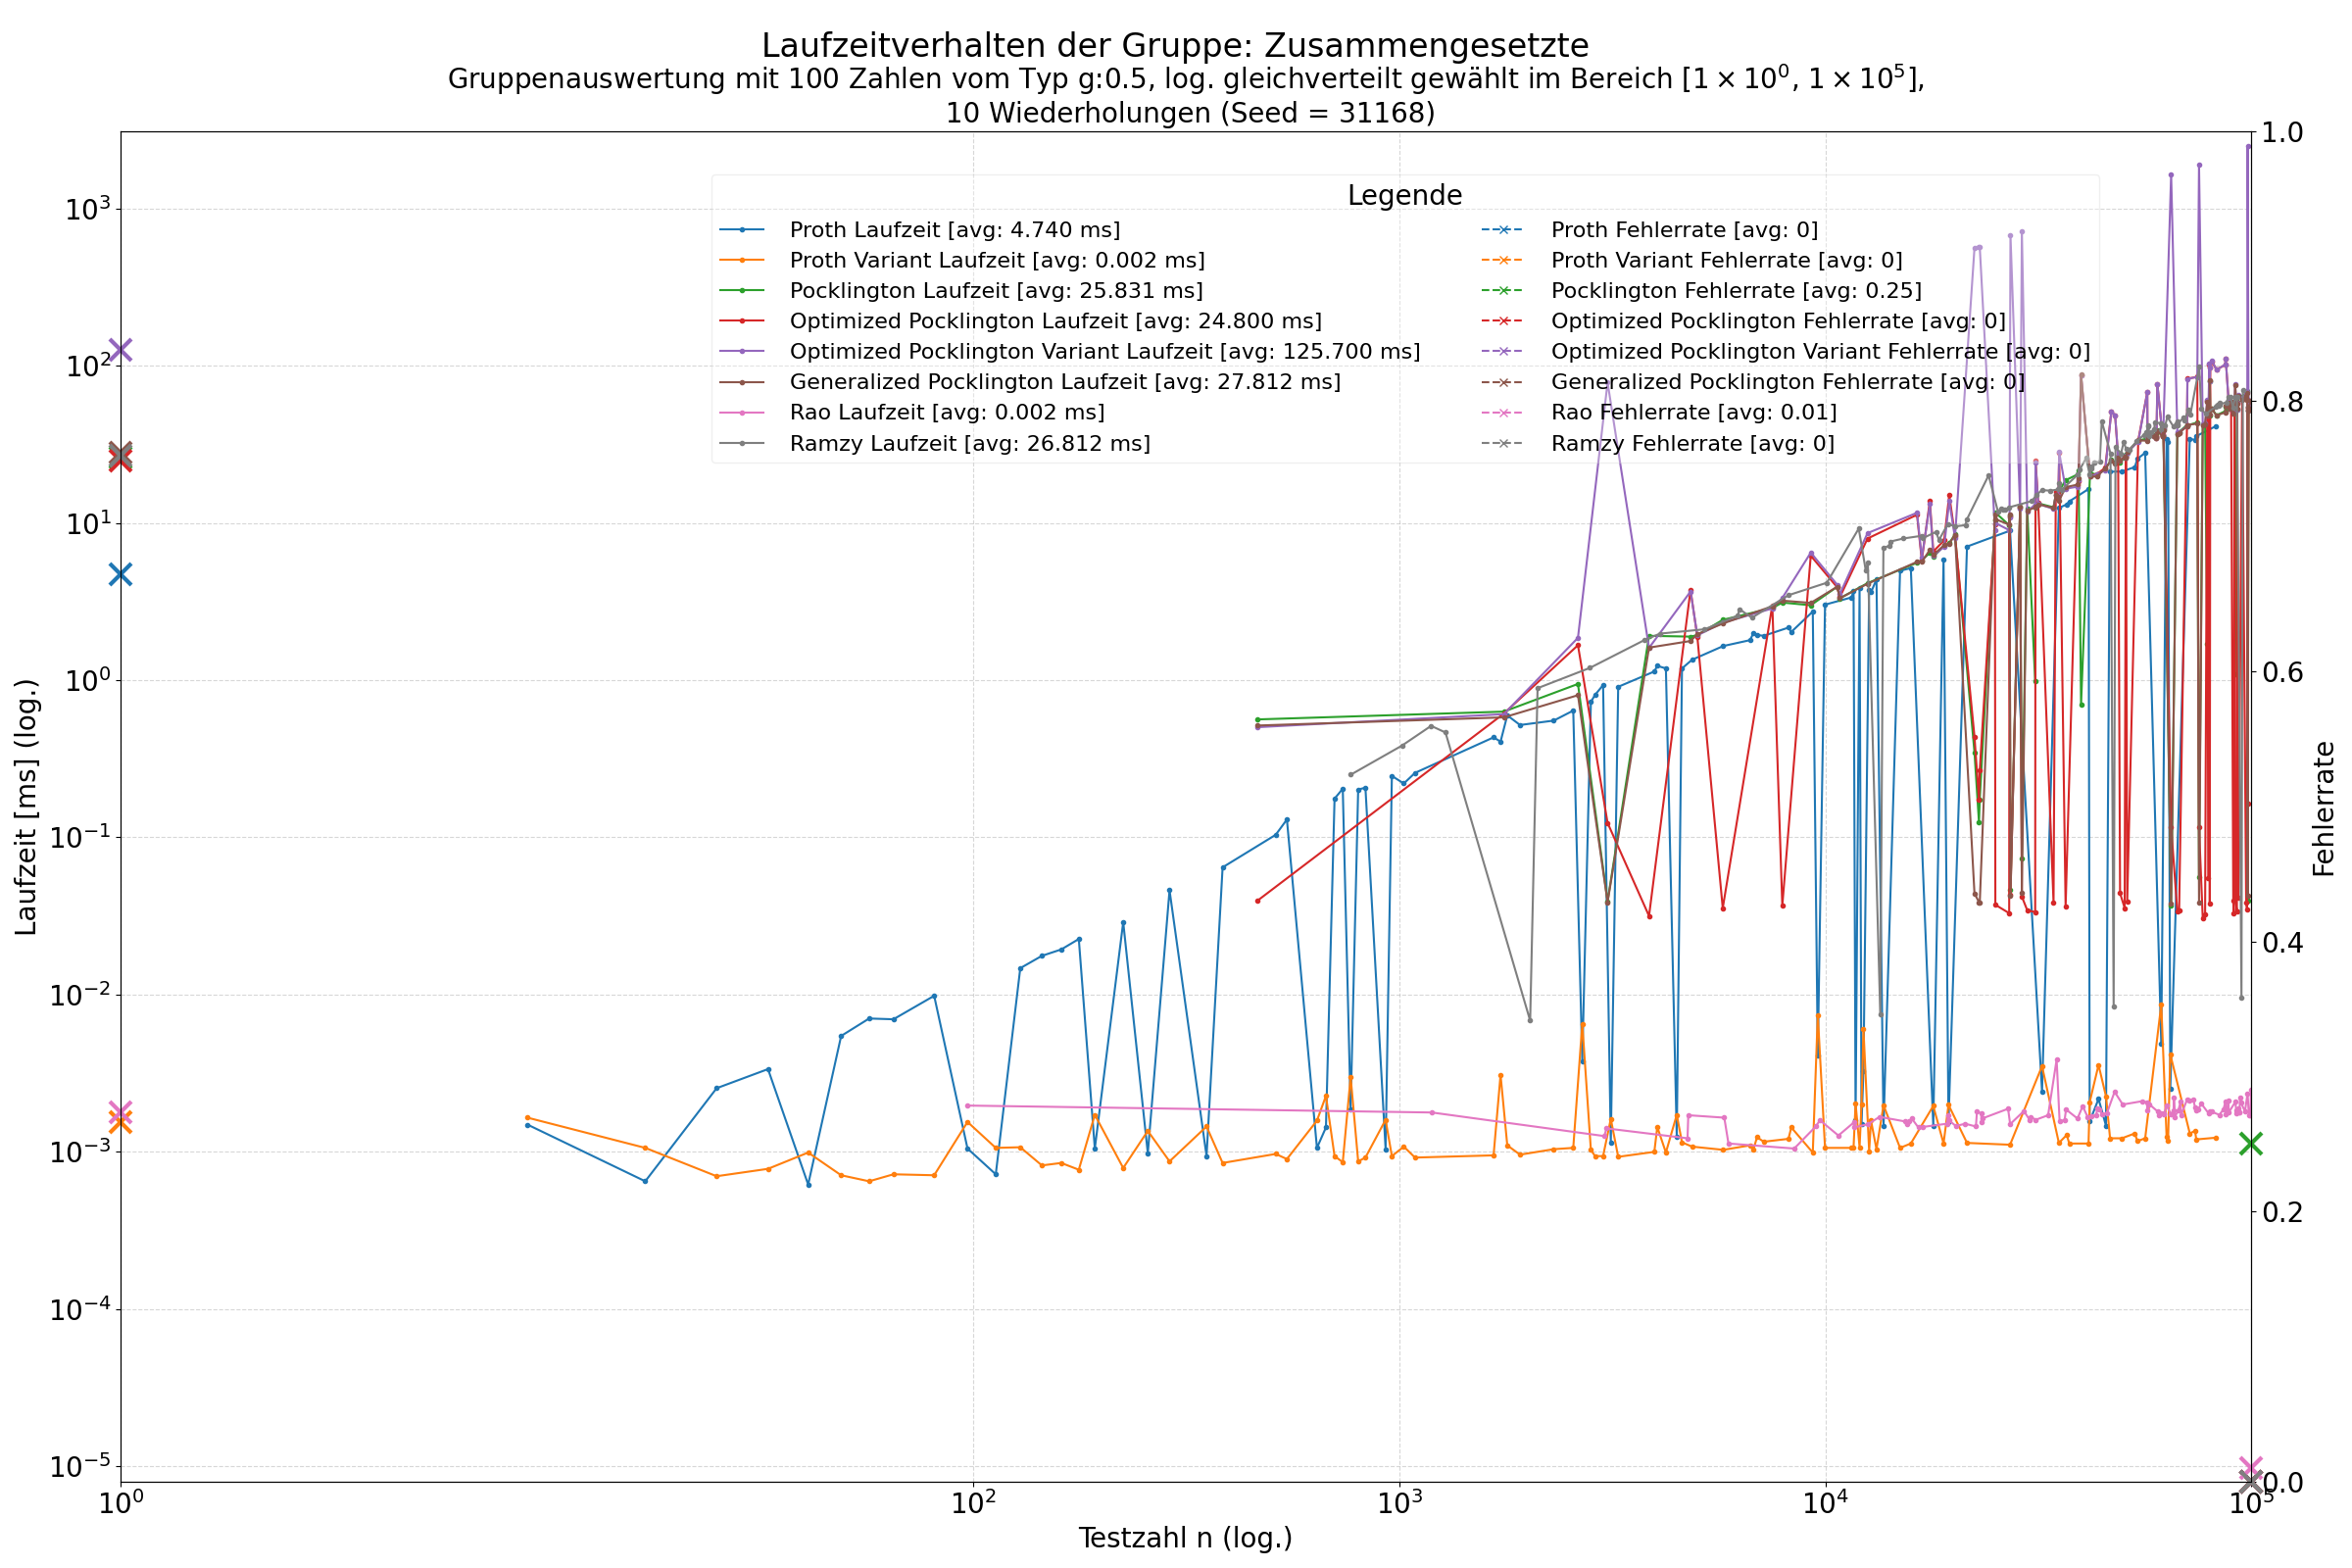 Laufzeitverhalten der Gruppe: Zusammengesetzte
Gruppenauswertung mit 100 Zahlen vom Typ g:0.5, log. gleichverteilt gewählt im Bereich [1 × 10⁰, 1 × 10⁵],
10 Wiederholungen (Seed = 31168)
Legende
Proth Laufzeit [avg: 4.740 ms]
Proth Variant Laufzeit [avg: 0.002 ms]
Pocklington Laufzeit [avg: 25.831 ms]
Optimized Pocklington Laufzeit [avg: 24.800 ms]
Optimized Pocklington Variant Laufzeit [avg: 125.700 ms]
Generalized Pocklington Laufzeit [avg: 27.812 ms]
Rao Laufzeit [avg: 0.002 ms]
Ramzy Laufzeit [avg: 26.812 ms]
Proth Fehlerrate [avg: 0]
Proth Variant Fehlerrate [avg: 0]
Pocklington Fehlerrate [avg: 0.25]
Optimized Pocklington Fehlerrate [avg: 0]
Optimized Pocklington Variant Fehlerrate [avg: 0]
Generalized Pocklington Fehlerrate [avg: 0]
Rao Fehlerrate [avg: 0.01]
Ramzy Fehlerrate [avg: 0]
Laufzeit [ms] (log.)
10³
10²
10¹
10⁰
10⁻¹
10⁻²
10⁻³
10⁻⁴
10⁻⁵
10⁰
10²
10³
10⁴
10⁵
Testzahl n (log.)
1.0
0.8
0.6
0.4
0.2
0.0
Fehlerrate